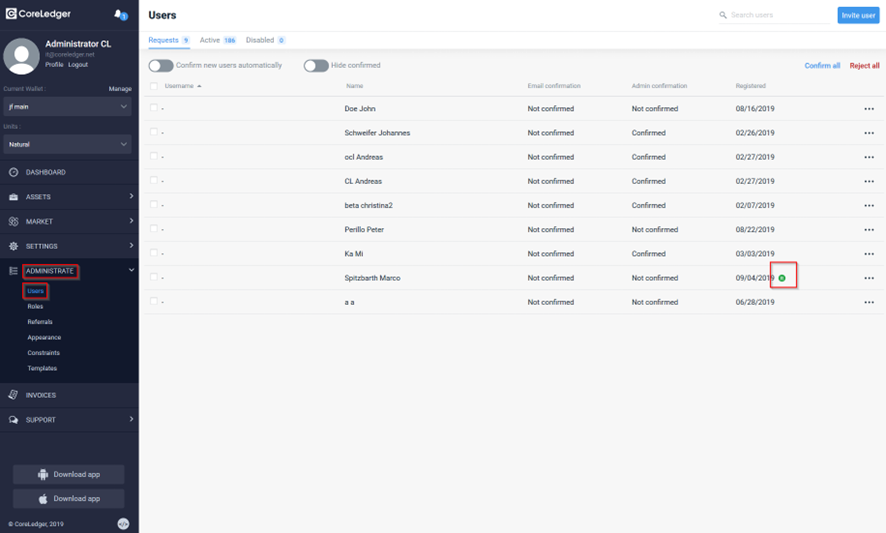 CoreLedger
1
Administrator CL
it@coreledger.net
Profile Logout
Current Wallet : Manage
jf main
Units :
Natural
DASHBOARD
ASSETS
MARKET
SETTINGS
ADMINISTRATE
Users
Roles
Referrals
Appearance
Constraints
Templates
INVOICES
SUPPORT
Download app
Download app
© CoreLedger, 2019
Users
Search users
Invite user
Requests 9 Active 186 Disabled 0
Confirm new users automatically Hide confirmed Confirm all Reject all
Username Name Email confirmation Admin confirmation Registered
- Doe John Not confirmed Not confirmed 08/16/2019
- Schweifer Johannes Not confirmed Confirmed 02/26/2019
- ocl Andreas Not confirmed Confirmed 02/27/2019
- CL Andreas Not confirmed Confirmed 02/27/2019
- beta christina2 Not confirmed Confirmed 02/07/2019
- Perillo Peter Not confirmed Not confirmed 08/22/2019
- Ka Mi Not confirmed Confirmed 03/03/2019
- Spitzbarth Marco Not confirmed Not confirmed 09/04/2019
- a a Not confirmed Not confirmed 06/28/2019